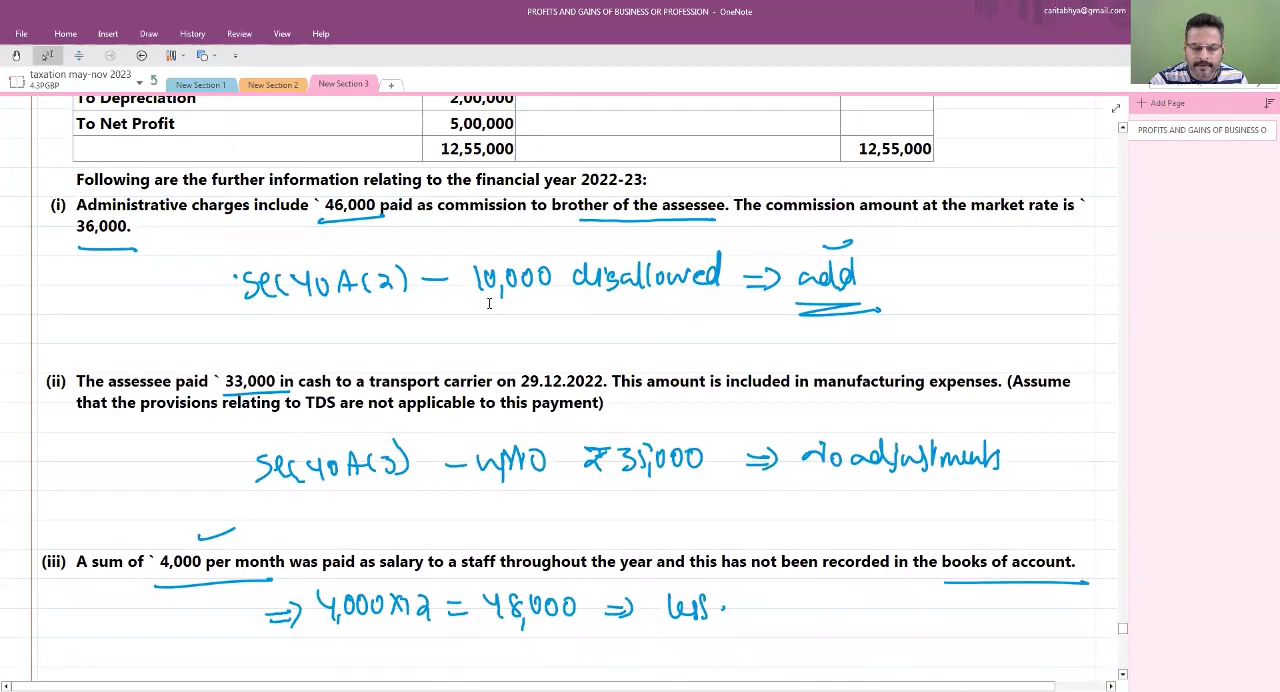 PROFITS AND GAINS OF BUSINESS OR PROFESSION - OneNote
caritabhya@gmail.com
File Home Insert Draw History Review View Help
taxation may-nov 2023
4.3PGBP
5
New Section 1 New Section 2 New Section 3
Add Page
PROFITS AND GAINS OF BUSINESS O
To Depreciation 2,00,000
To Net Profit 5,00,000
12,55,000 12,55,000
Following are the further information relating to the financial year 2022-23:
(i) Administrative charges include ` 46,000 paid as commission to brother of the assessee. The commission amount at the market rate is `
36,000.
Sec 40A(2) — 10,000 disallowed ⇒ add
(ii) The assessee paid ` 33,000 in cash to a transport carrier on 29.12.2022. This amount is included in manufacturing expenses. (Assume
that the provisions relating to TDS are not applicable to this payment)
Sec 40A(3) — upto ₹35,000 ⇒ No adjustments
(iii) A sum of ` 4,000 per month was paid as salary to a staff throughout the year and this has not been recorded in the books of account.
⇒ 4,000×12 = 48,000 ⇒ less.